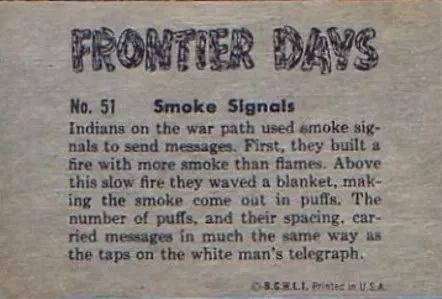 FRONTIER DAYS
No. 51 Smoke Signals
Indians on the war path used smoke sig-
nals to send messages. First, they built a
fire with more smoke than flames. Above
this slow fire they waved a blanket, mak-
ing the smoke come out in puffs. The
number of puffs, and their spacing, car-
ried messages in much the same way as
the taps on the white man's telegraph.
© B.C.H.L.I. Printed in U.S.A.